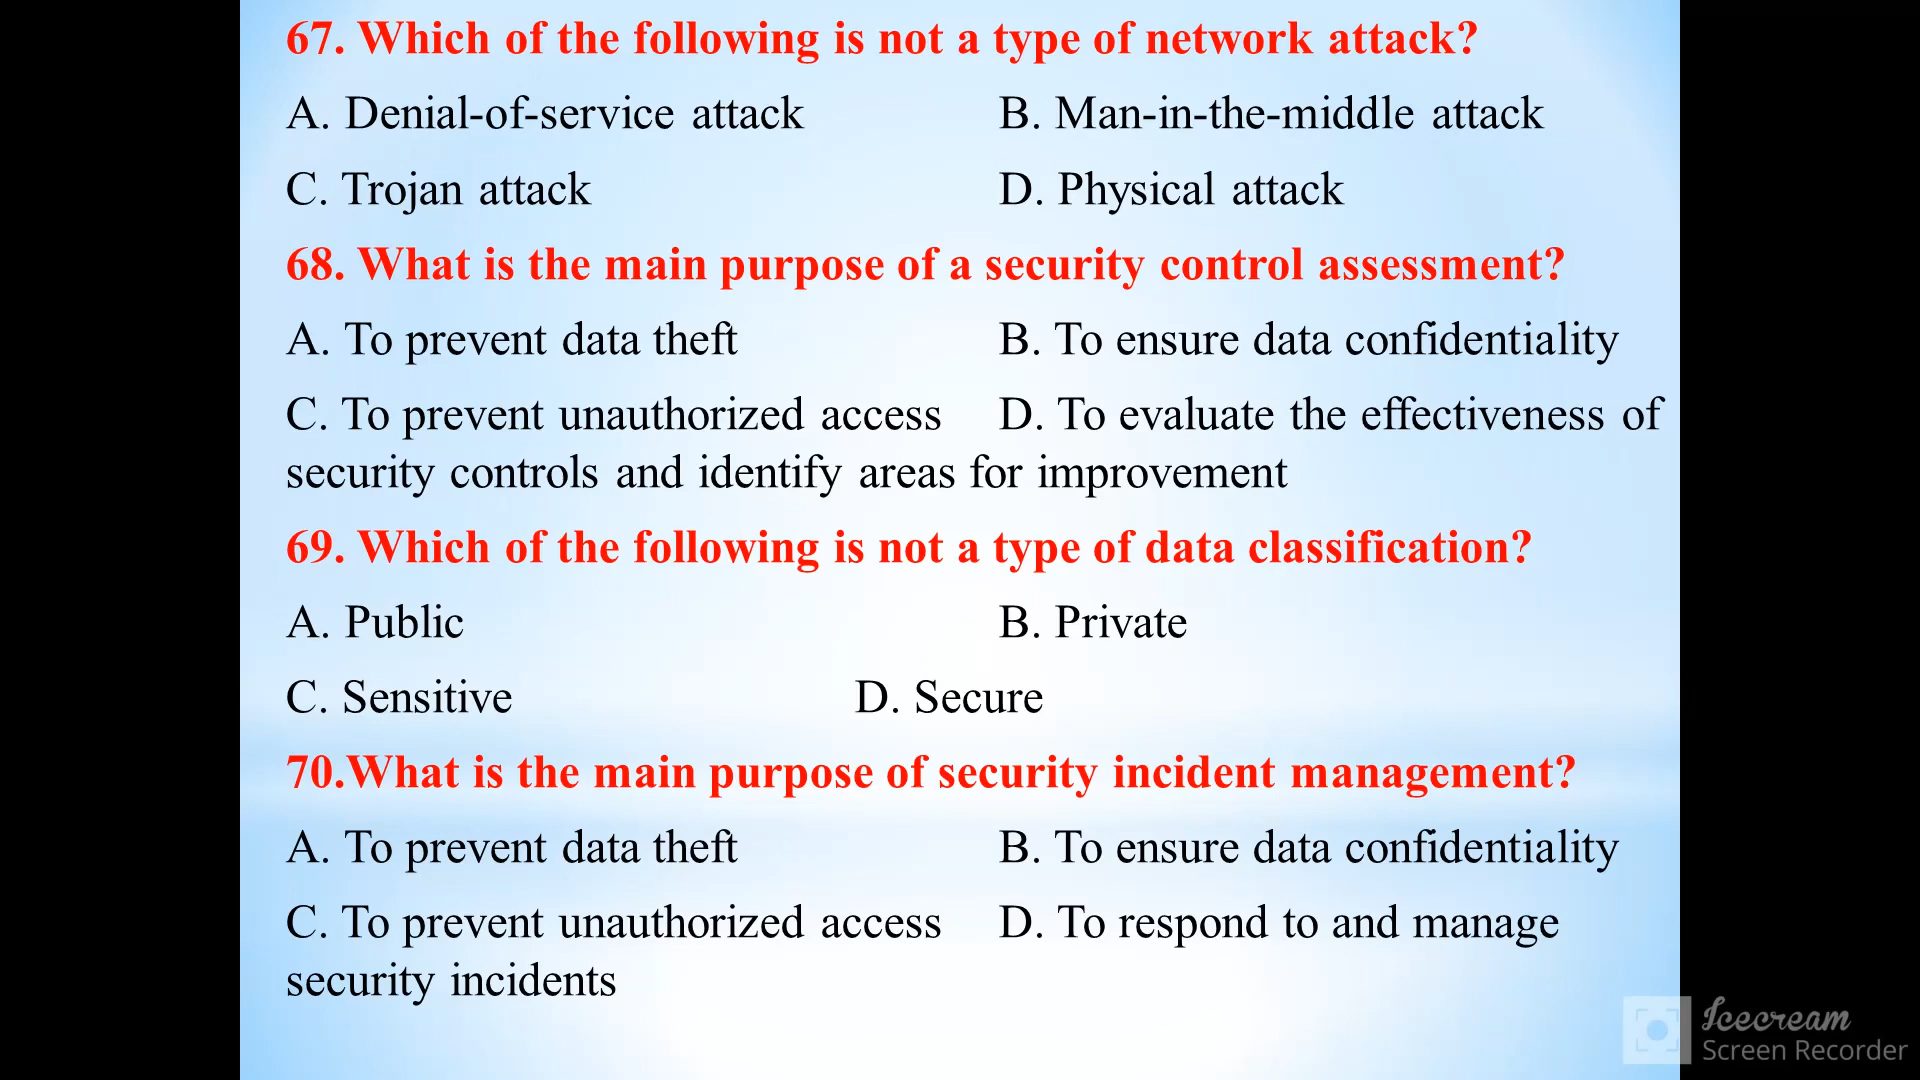 67. Which of the following is not a type of network attack?
A. Denial-of-service attack B. Man-in-the-middle attack
C. Trojan attack D. Physical attack
68. What is the main purpose of a security control assessment?
A. To prevent data theft B. To ensure data confidentiality
C. To prevent unauthorized access D. To evaluate the effectiveness of
security controls and identify areas for improvement
69. Which of the following is not a type of data classification?
A. Public B. Private
C. Sensitive D. Secure
70.What is the main purpose of security incident management?
A. To prevent data theft B. To ensure data confidentiality
C. To prevent unauthorized access D. To respond to and manage
security incidents
Icecream
Screen Recorder